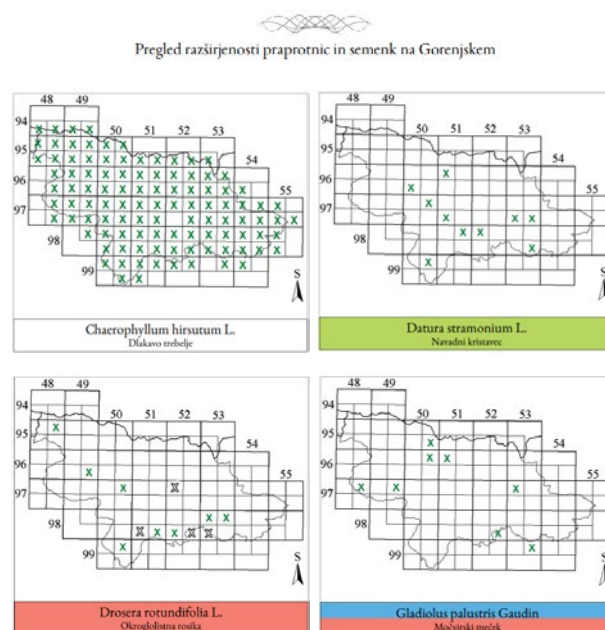 Pregled razširjenosti praprotnic in semenk na Gorenjskem
48 49
94
50 51 52 53
95
54
96
55
97
98
99
S
Chaerophyllum hirsutum L.
Dlakavo trebelje
48 49
94
50 51 52 53
95
54
96
55
97
98
99
S
Datura stramonium L.
Navadni kristavec
48 49
94
50 51 52 53
95
54
96
55
97
98
99
S
Drosera rotundifolia L.
Okroglolistna rosika
48 49
94
50 51 52 53
95
54
96
55
97
98
99
S
Gladiolus palustris Gaudin
Močvirski meček